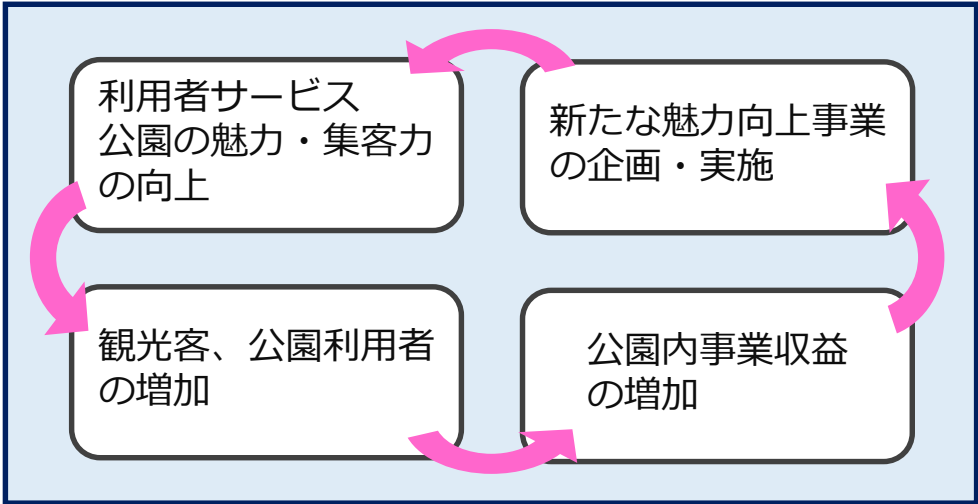 利用者サービス
公園の魅力・集客力
の向上
新たな魅力向上事業
の企画・実施
観光客、公園利用者
の増加
公園内事業収益
の増加